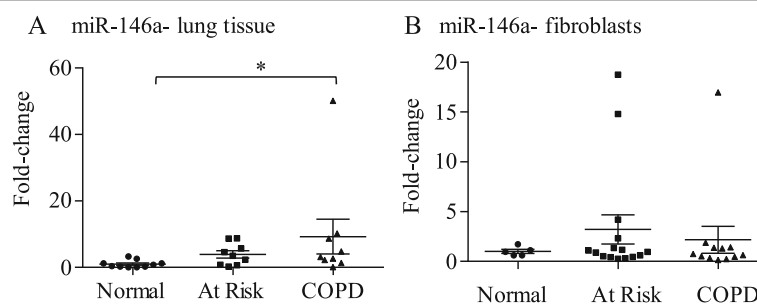 A miR-146a- lung tissue
Fold-change
60
40
20
0
*
Normal At Risk COPD
B miR-146a- fibroblasts
Fold-change
20
15
10
5
0
Normal At Risk COPD